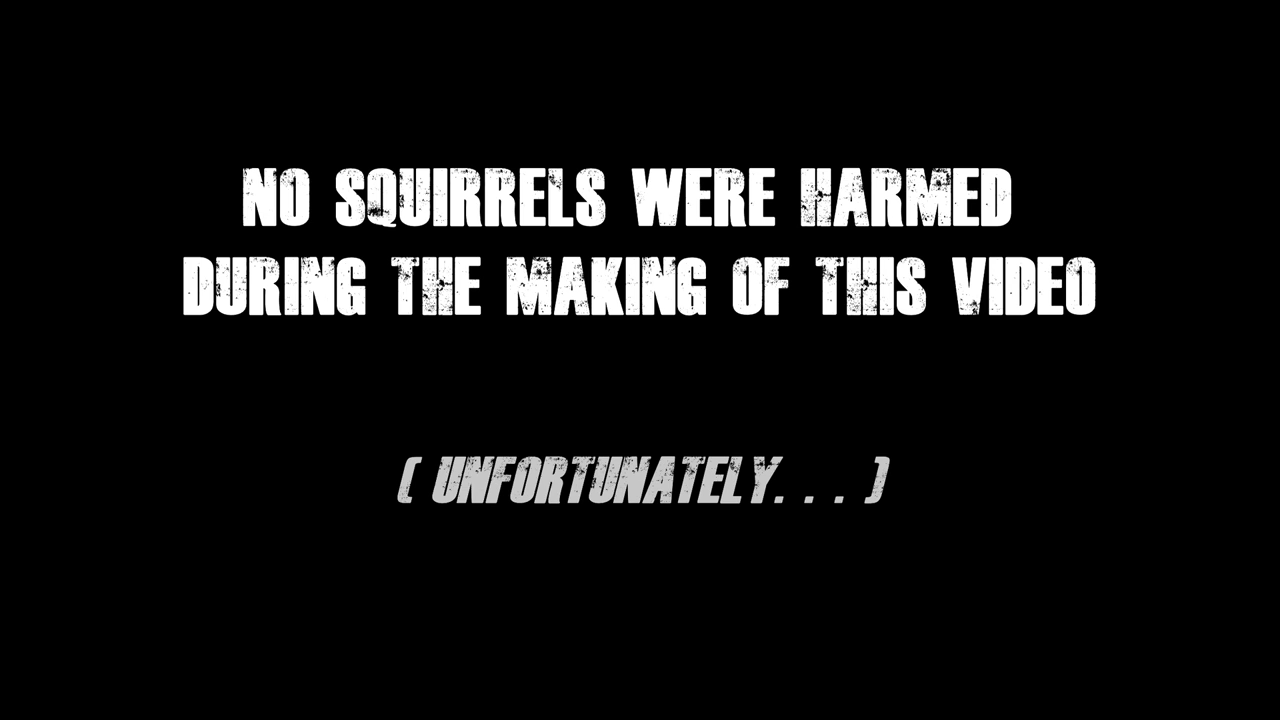 NO SQUIRRELS WERE HARMED
DURING THE MAKING OF THIS VIDEO
( UNFORTUNATELY. . . )